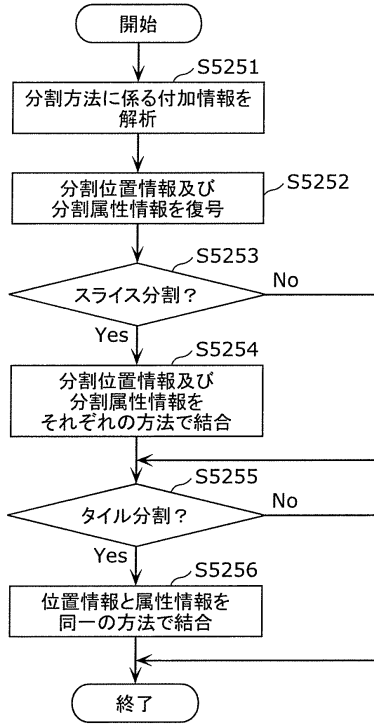 開始
S5251
分割方法に係る付加情報を
解析
S5252
分割位置情報及び
分割属性情報を復号
S5253
スライス分割？
No
Yes
S5254
分割位置情報及び
分割属性情報を
それぞれの方法で結合
S5255
タイル分割？
No
Yes
S5256
位置情報と属性情報を
同一の方法で結合
終了